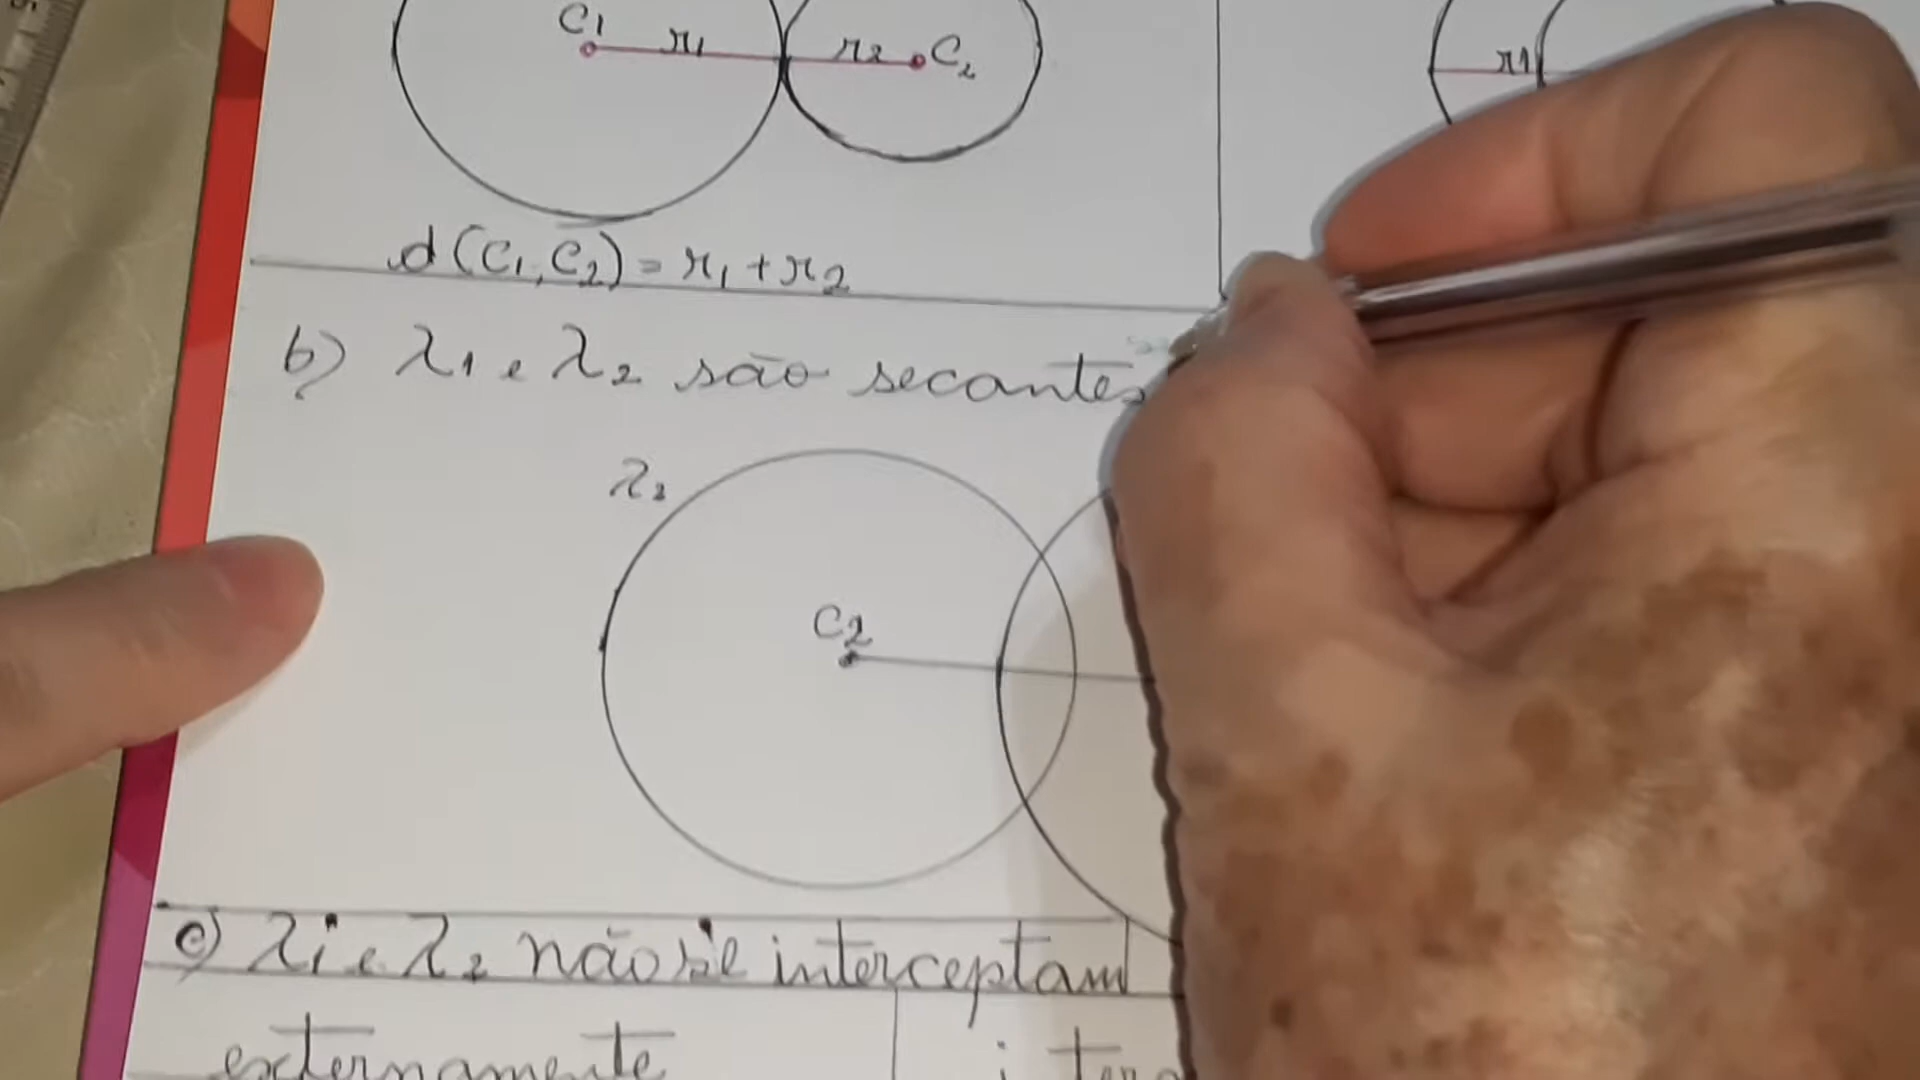 C1 r1 r2 C2
r1
d(C1,C2) = r1 + r2
b) λ1 e λ2 são secantes
λ2
C2
c) λ1 e λ2 não se interceptam
externamente